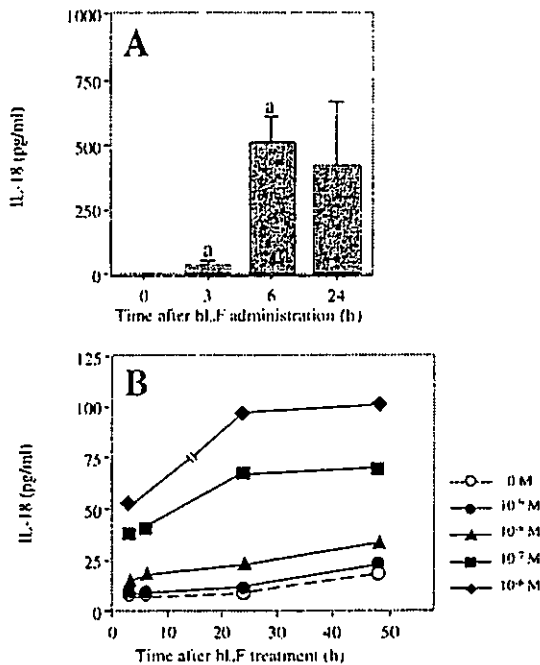 A
IL-18 (pg/ml)
1000
750
500
250
0
a
a
0 3 6 24
Time after bLF administration (h)
B
IL-18 (pg/ml)
125
100
75
50
25
0
0 10 20 30 40 50
Time after bLF treatment (h)
0 M
M
M
10⁻⁷ M
M